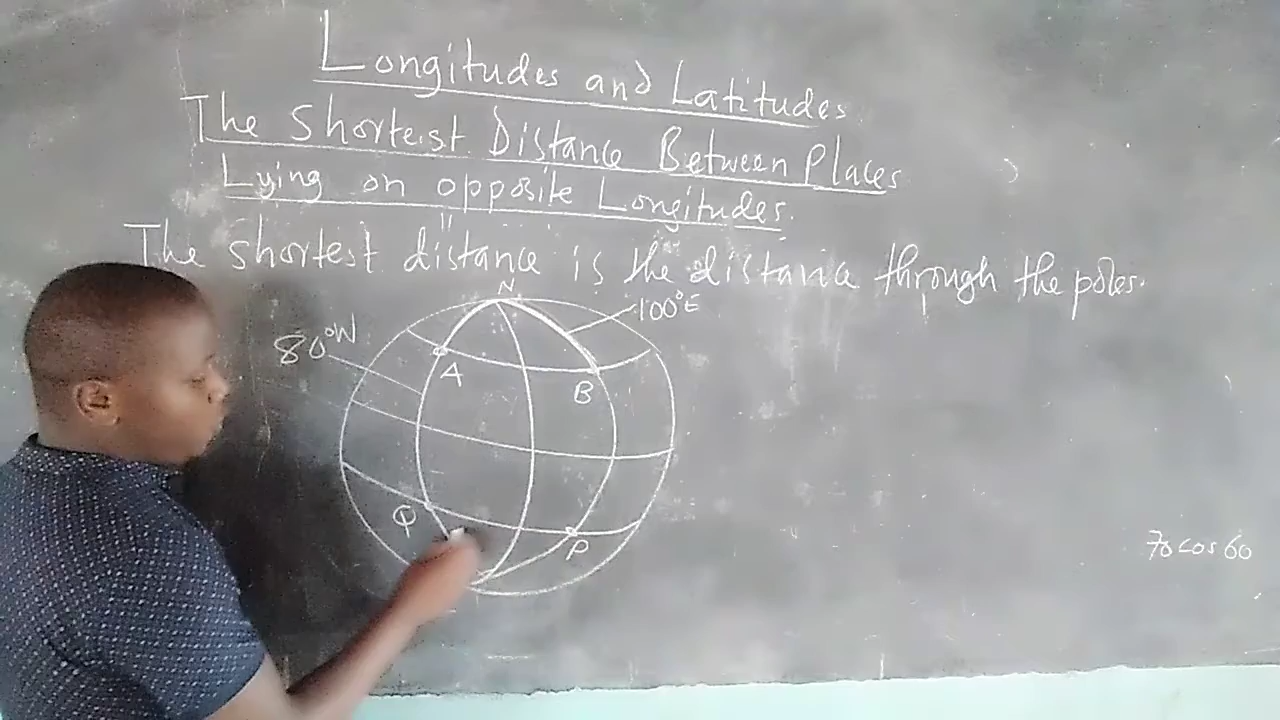 Longitudes and Latitudes
The Shortest Distance Between Places
Lying on opposite Longitudes.
The shortest distance is the distance through the poles.
N
100°E
80°W
A
B
Q
P
70 cos 60